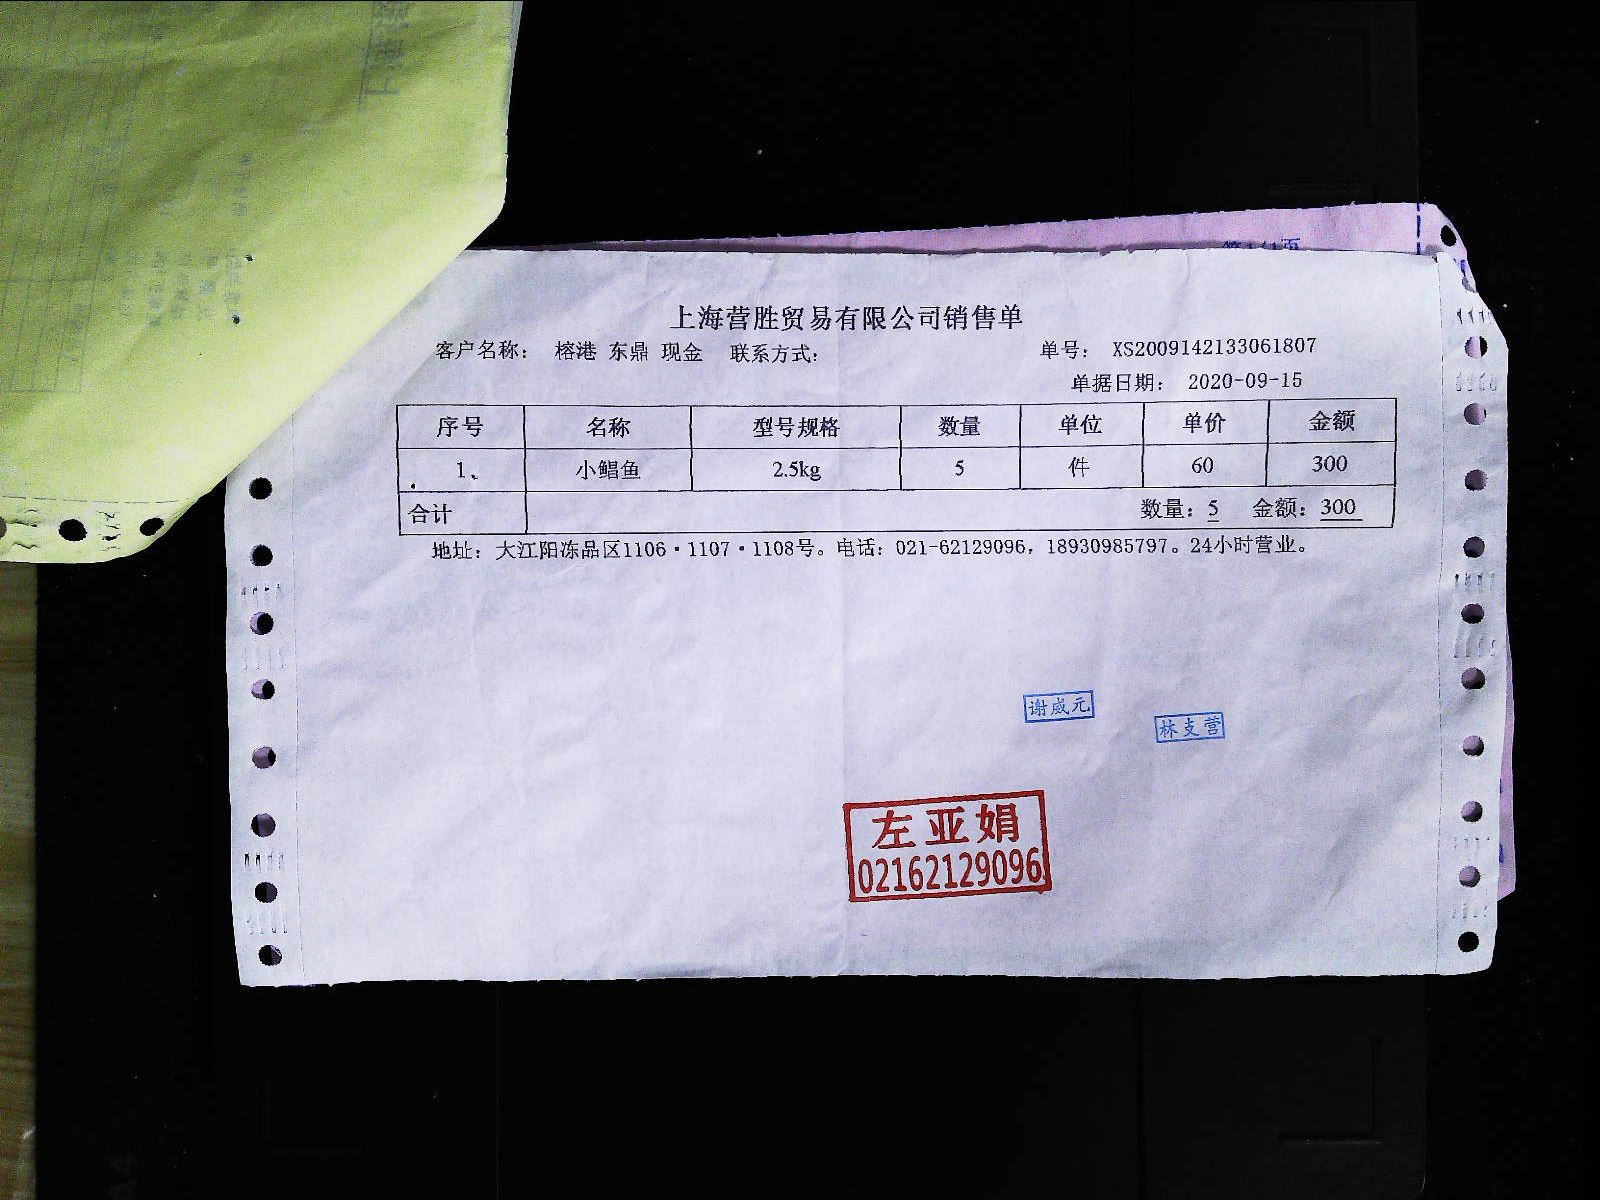 第1/1页
上海营胜贸易有限公司销售单
客户名称： 榕港 东鼎 现金 联系方式： 单号： XS2009142133061807
单据日期： 2020-09-15
序号 名称 型号规格 数量 单位 单价 金额
1、 小鲳鱼 2.5kg 5 件 60 300
合计 数量：5 金额：300
地址：大江阳冻品区1106·1107·1108号。电话：021-62129096，18930985797。24小时营业。
谢威元
林支营
左亚娟
02162129096